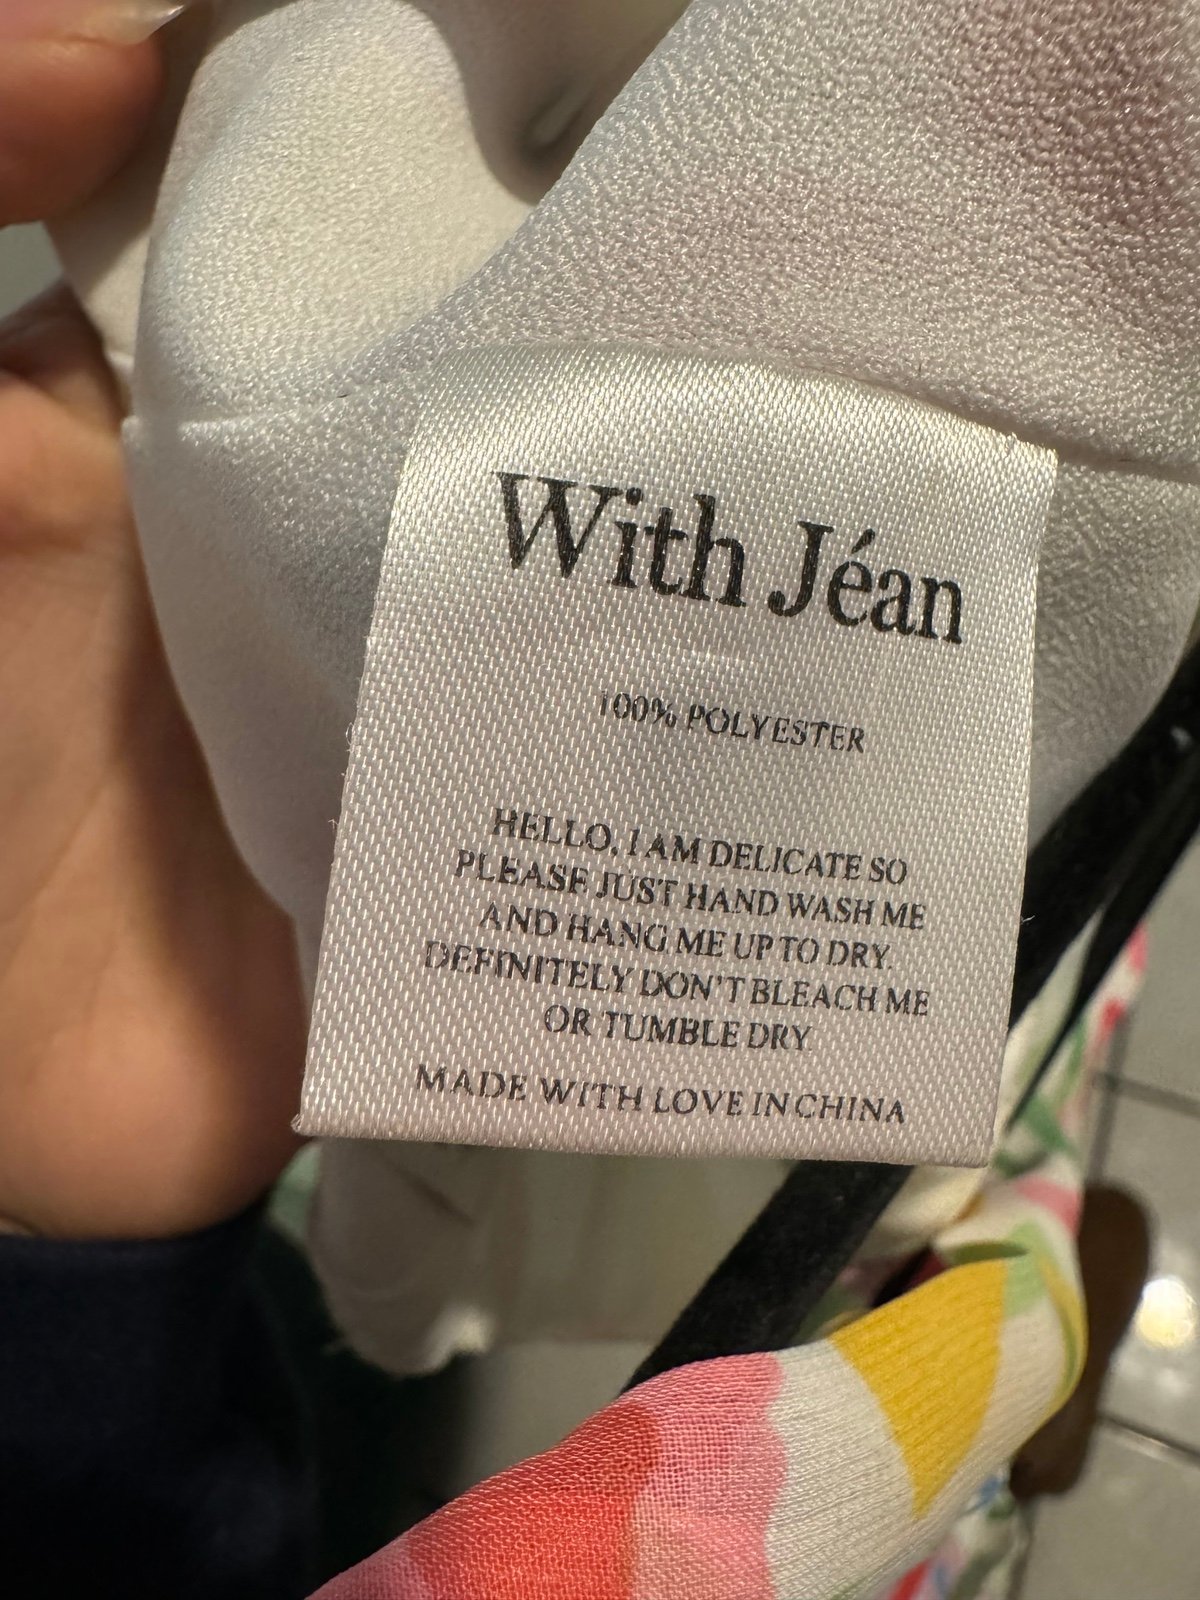 With Jéan
100% POLYESTER
HELLO, I AM DELICATE SO
PLEASE JUST HAND WASH ME
AND HANG ME UP TO DRY.
DEFINITELY DON'T BLEACH ME
OR TUMBLE DRY
MADE WITH LOVE IN CHINA